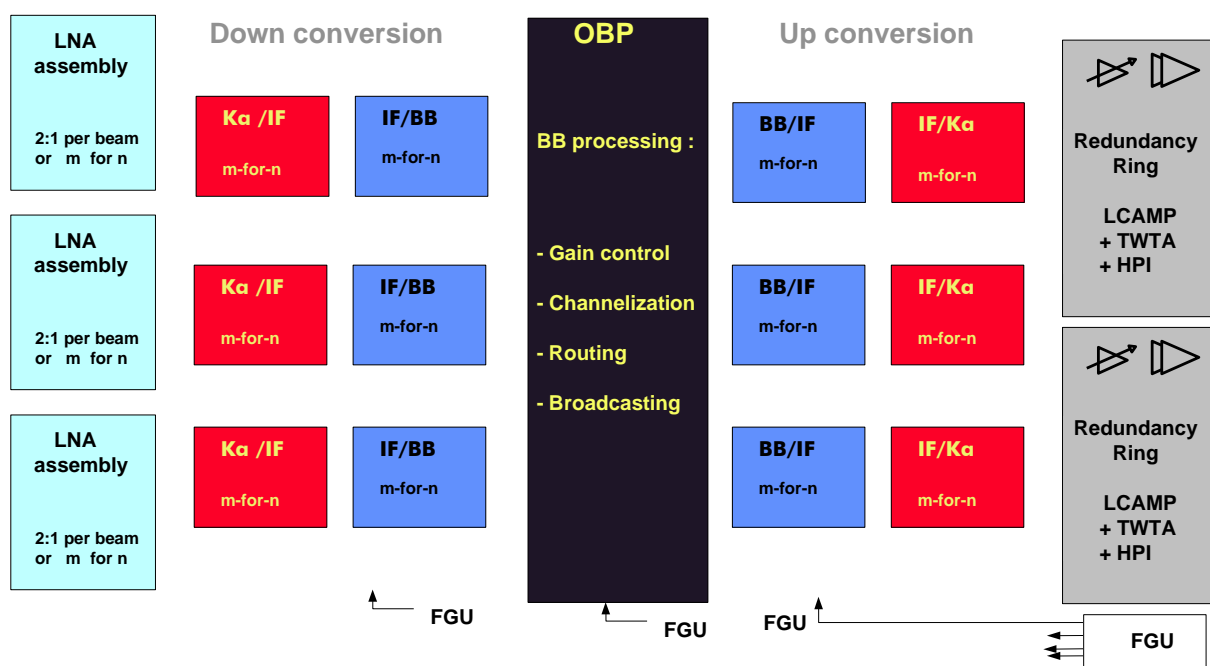 LNA
assembly
2:1 per beam
or m for n
LNA
assembly
2:1 per beam
or m for n
LNA
assembly
2:1 per beam
or m for n
Down conversion
Ka /IF
m-for-n
IF/BB
m-for-n
Ka /IF
m-for-n
IF/BB
m-for-n
Ka /IF
m-for-n
IF/BB
m-for-n
FGU
OBP
BB processing :
- Gain control
- Channelization
- Routing
- Broadcasting
FGU
Up conversion
BB/IF
m-for-n
IF/Ka
m-for-n
BB/IF
m-for-n
IF/Ka
m-for-n
BB/IF
m-for-n
IF/Ka
m-for-n
FGU
Redundancy
Ring
LCAMP
+ TWTA
+ HPI
Redundancy
Ring
LCAMP
+ TWTA
+ HPI
FGU